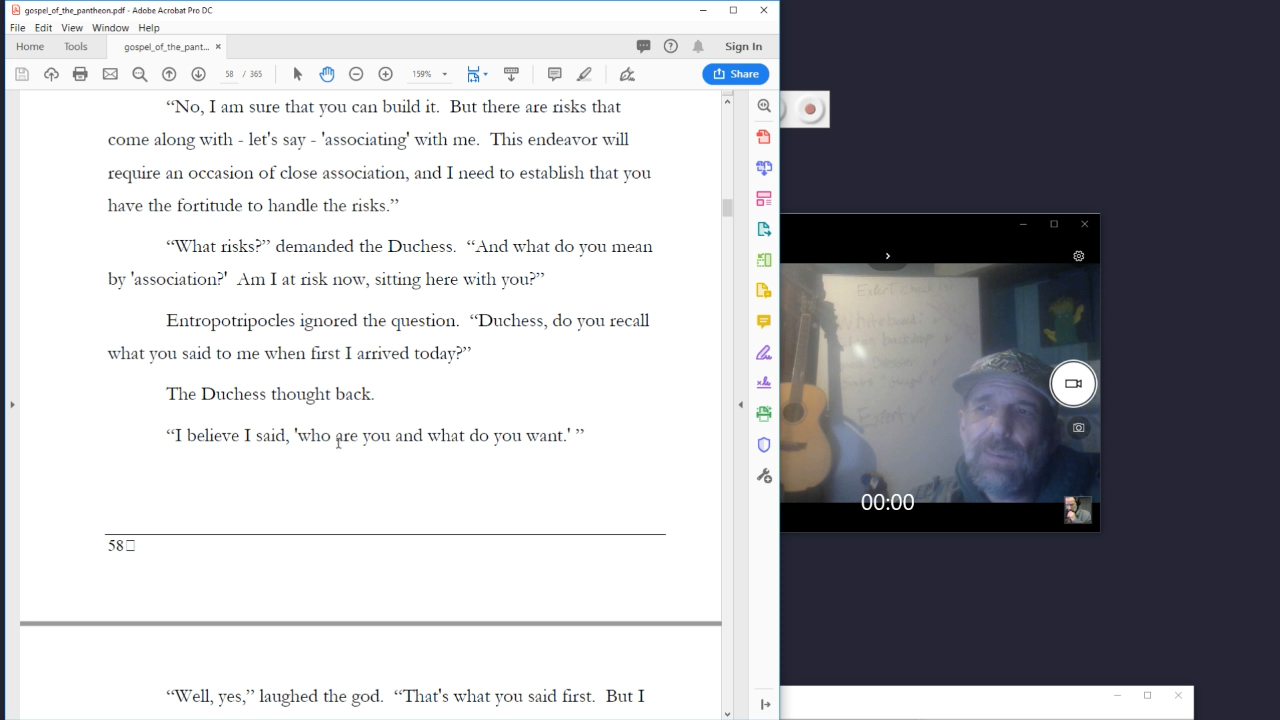 gospel_of_the_pantheon.pdf - Adobe Acrobat Pro DC
File Edit View Window Help
Home Tools gospel_of_the_pant... × Sign In
58 / 365 159% Share
“No, I am sure that you can build it. But there are risks that
come along with - let's say - 'associating' with me. This endeavor will
require an occasion of close association, and I need to establish that you
have the fortitude to handle the risks.”
“What risks?” demanded the Duchess. “And what do you mean
by 'association?' Am I at risk now, sitting here with you?”
Entropotripocles ignored the question. “Duchess, do you recall
what you said to me when first I arrived today?”
The Duchess thought back.
“I believe I said, 'who are you and what do you want.' ”
58
“Well, yes,” laughed the god. “That's what you said first. But I
Expert
00:00